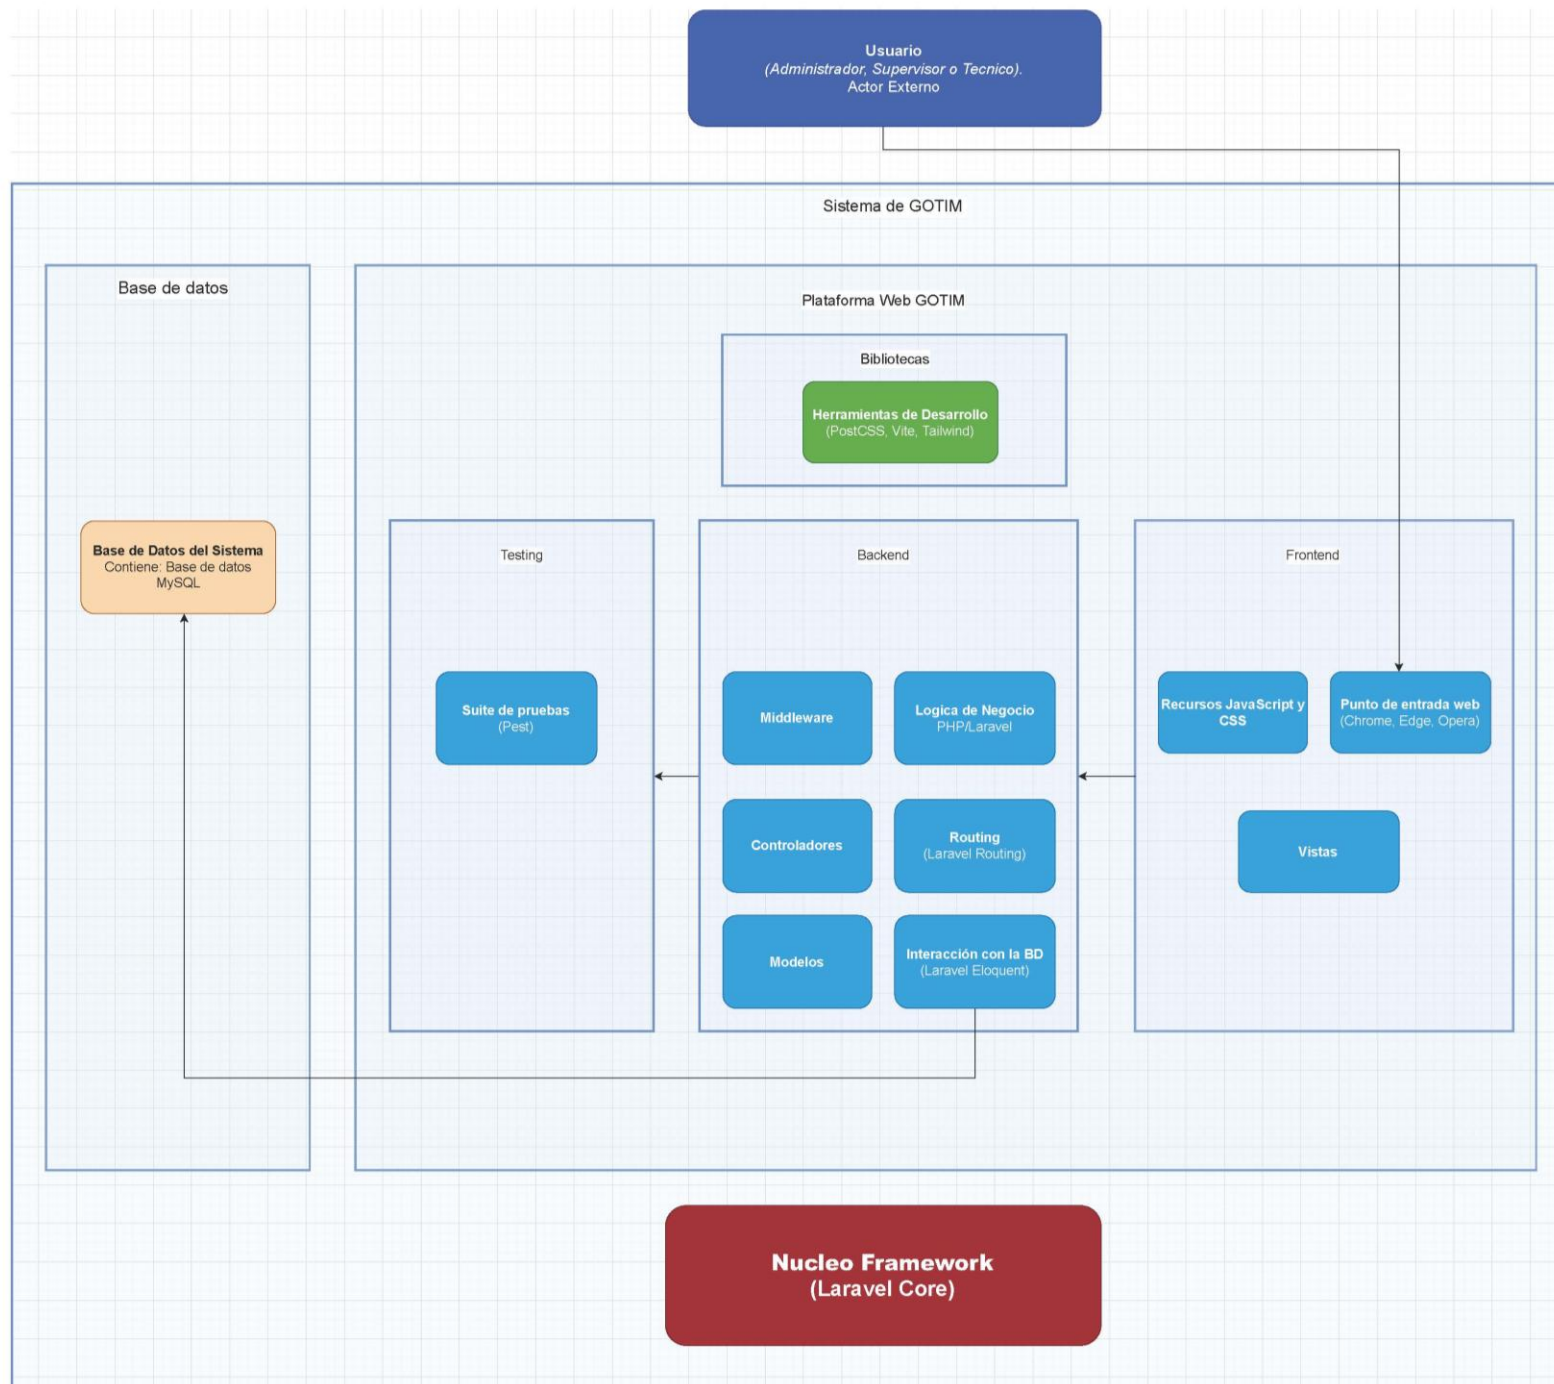 Usuario
(Administrador, Supervisor o Tecnico).
Actor Externo
Sistema de GOTIM
Base de datos
Base de Datos del Sistema
Contiene: Base de datos
MySQL
Plataforma Web GOTIM
Bibliotecas
Herramientas de Desarrollo
(PostCSS, Vite, Tailwind)
Testing
Suite de pruebas
(Pest)
Backend
Middleware
Logica de Negocio
PHP/Laravel
Controladores
Routing
(Laravel Routing)
Modelos
Interacción con la BD
(Laravel Eloquent)
Frontend
Recursos JavaScript y
CSS
Punto de entrada web
(Chrome, Edge, Opera)
Vistas
Nucleo Framework
(Laravel Core)